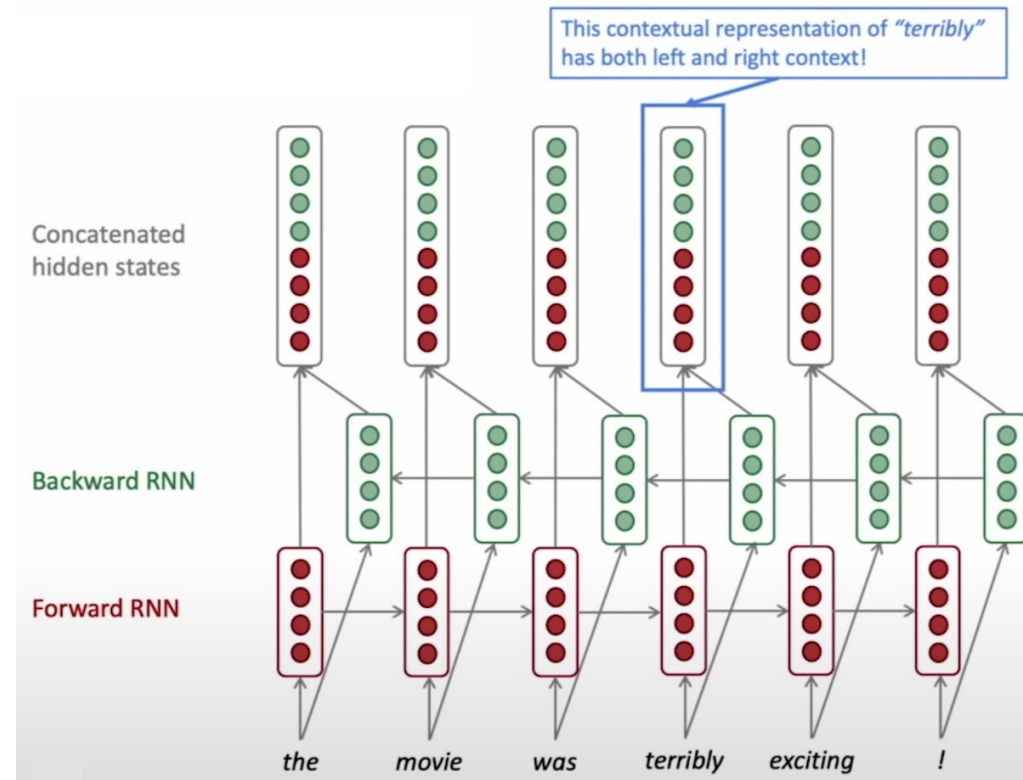 This contextual representation of “terribly”
has both left and right context!
Concatenated
hidden states
Backward RNN
Forward RNN
the movie was terribly exciting !